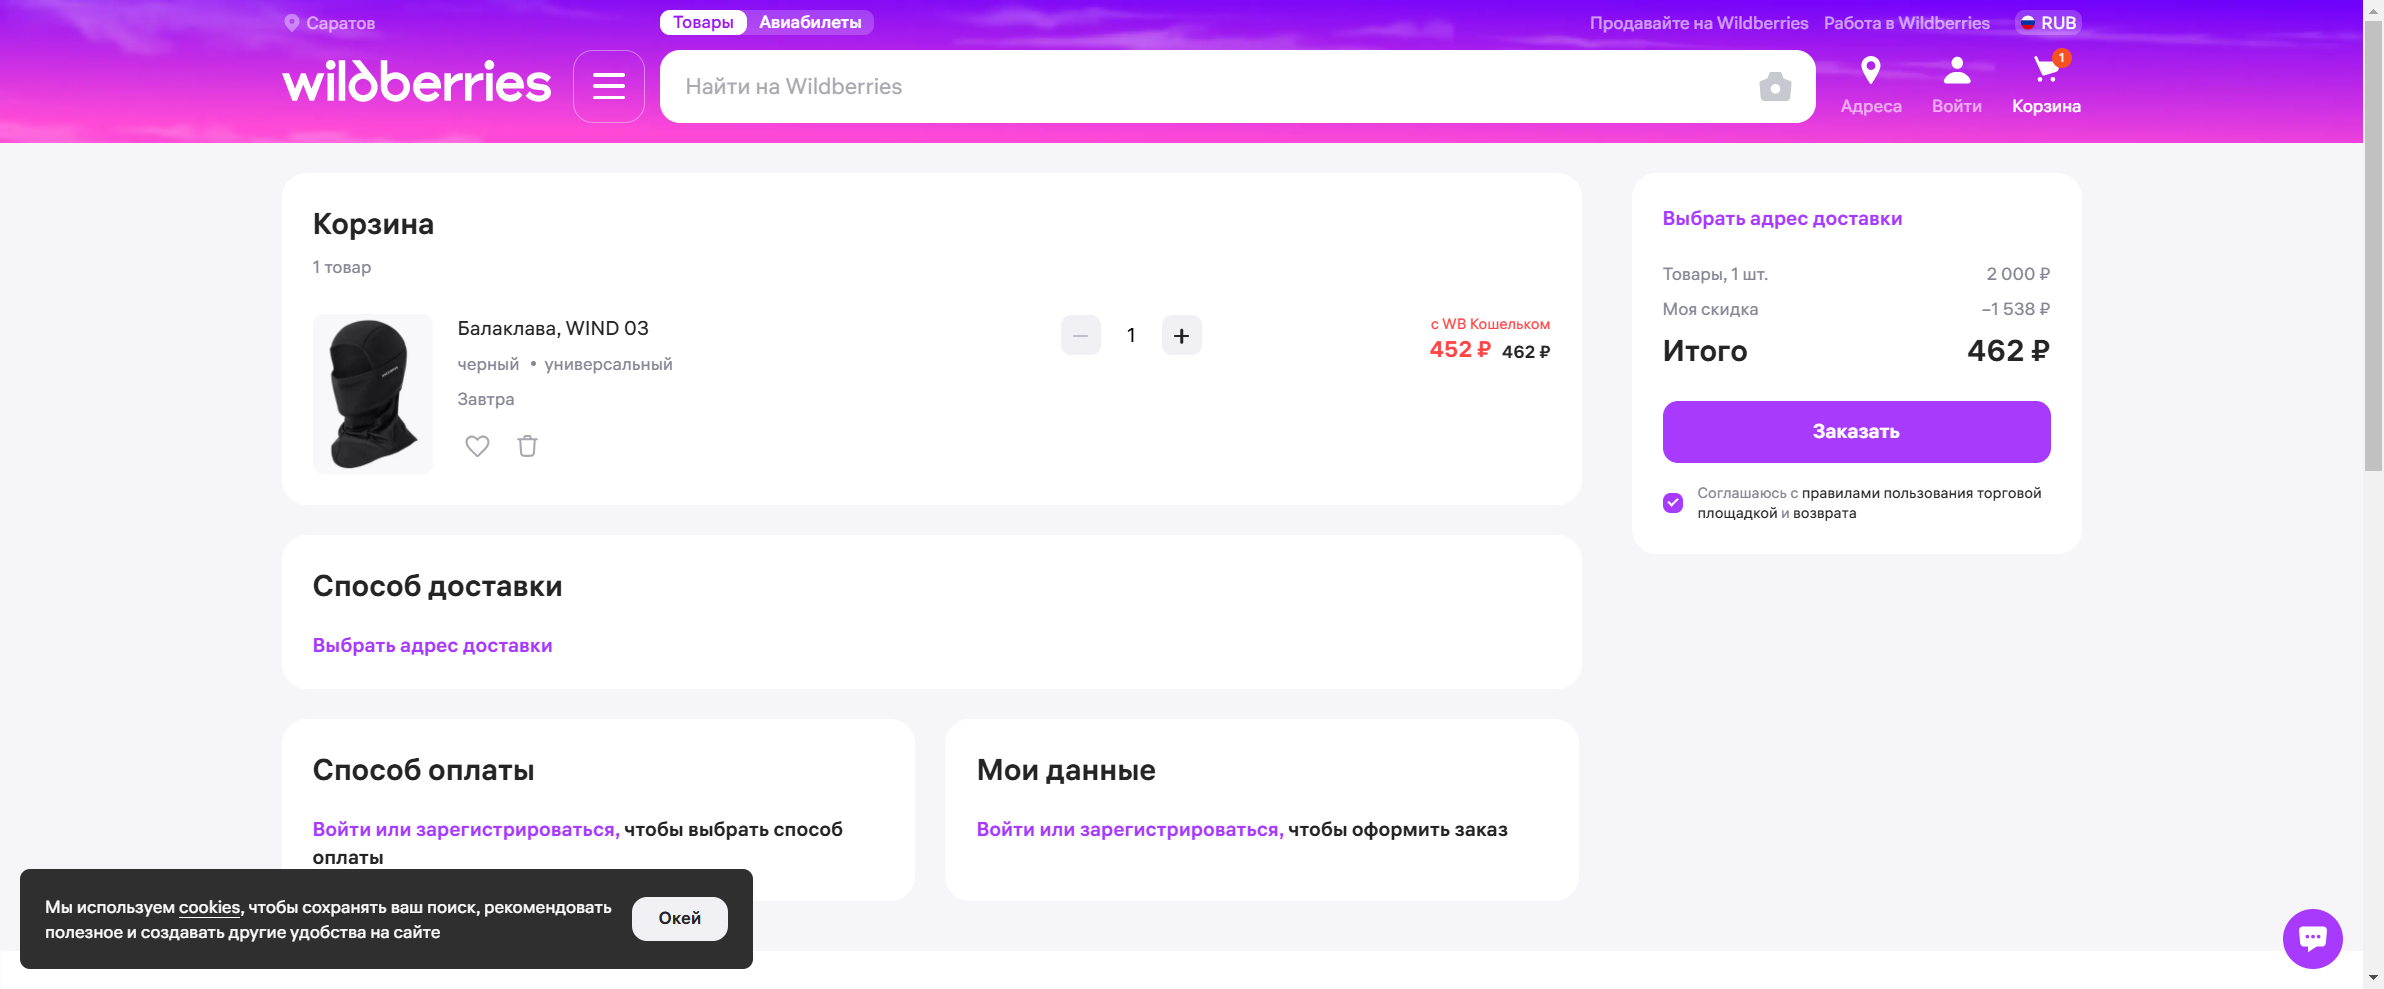 Саратов
Товары Авиабилеты
Продавайте на Wildberries Работа в Wildberries RUB
wildberries
Найти на Wildberries
Адреса Войти 1 Корзина
Корзина
1 товар
Балаклава, WIND 03
черный • универсальный
Завтра
1
с WB Кошельком
452 ₽ 462 ₽
Выбрать адрес доставки
Товары, 1 шт. 2 000 ₽
Моя скидка −1 538 ₽
Итого 462 ₽
Заказать
Соглашаюсь с правилами пользования торговой
площадкой и возврата
Способ доставки
Выбрать адрес доставки
Способ оплаты
Войти или зарегистрироваться, чтобы выбрать способ
оплаты
Мои данные
Войти или зарегистрироваться, чтобы оформить заказ
Мы используем cookies, чтобы сохранять ваш поиск, рекомендовать
полезное и создавать другие удобства на сайте
Окей